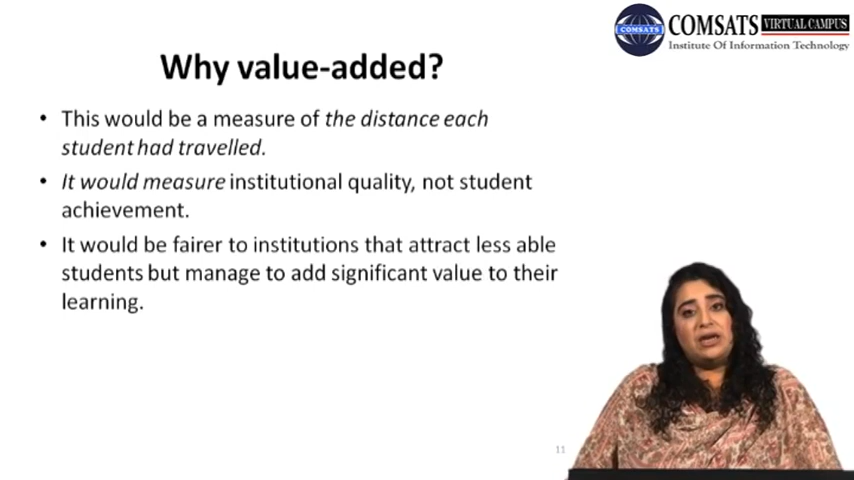 COMSATS VIRTUAL CAMPUS
COMSATS
Institute Of Information Technology
Why value-added?
• This would be a measure of the distance each
student had travelled.
• It would measure institutional quality, not student
achievement.
• It would be fairer to institutions that attract less able
students but manage to add significant value to their
learning.
11